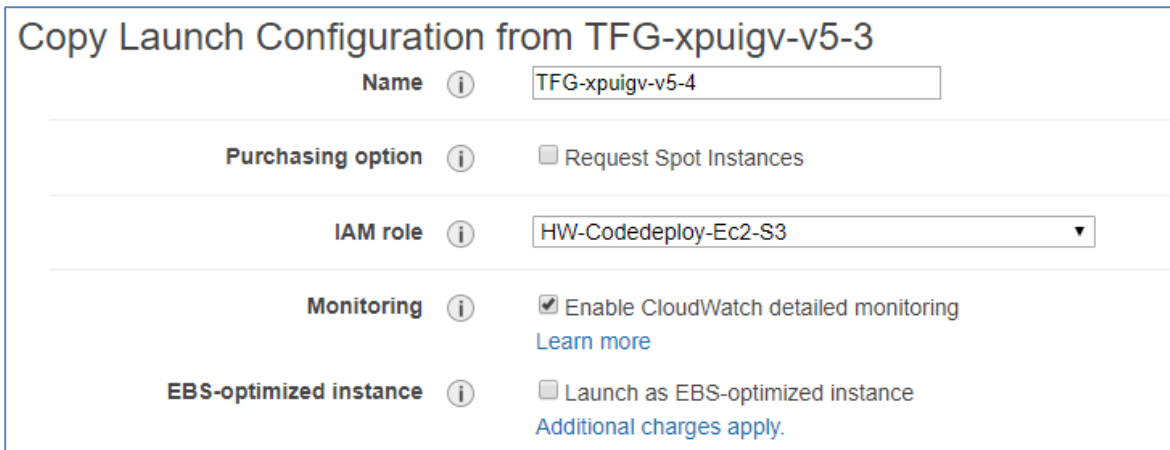 Copy Launch Configuration from TFG-xpuigv-v5-3
Name i TFG-xpuigv-v5-4
Purchasing option i Request Spot Instances
IAM role i HW-Codedeploy-Ec2-S3
Monitoring i Enable CloudWatch detailed monitoring
Learn more
EBS-optimized instance i Launch as EBS-optimized instance
Additional charges apply.